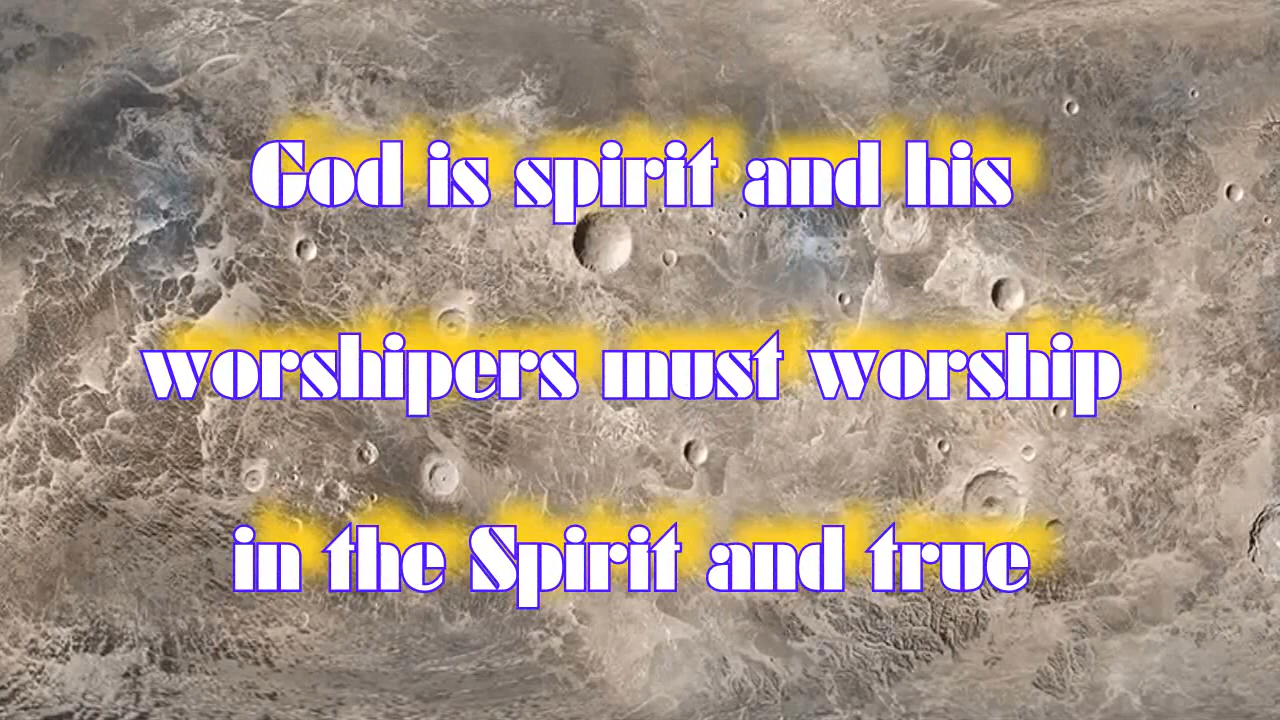 God is spirit and his
worshipers must worship
in the Spirit and true